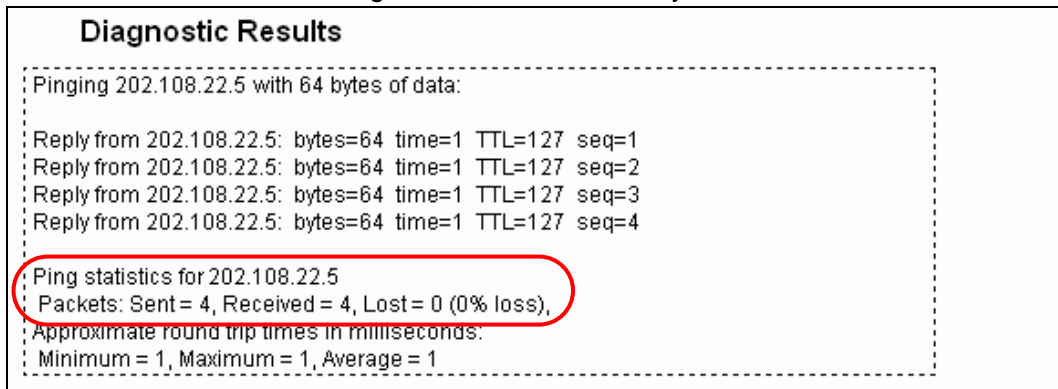 Diagnostic Results
Pinging 202.108.22.5 with 64 bytes of data:
Reply from 202.108.22.5: bytes=64 time=1 TTL=127 seq=1
Reply from 202.108.22.5: bytes=64 time=1 TTL=127 seq=2
Reply from 202.108.22.5: bytes=64 time=1 TTL=127 seq=3
Reply from 202.108.22.5: bytes=64 time=1 TTL=127 seq=4
Ping statistics for 202.108.22.5
Packets: Sent = 4, Received = 4, Lost = 0 (0% loss),
Approximate round trip times in milliseconds:
Minimum = 1, Maximum = 1, Average = 1